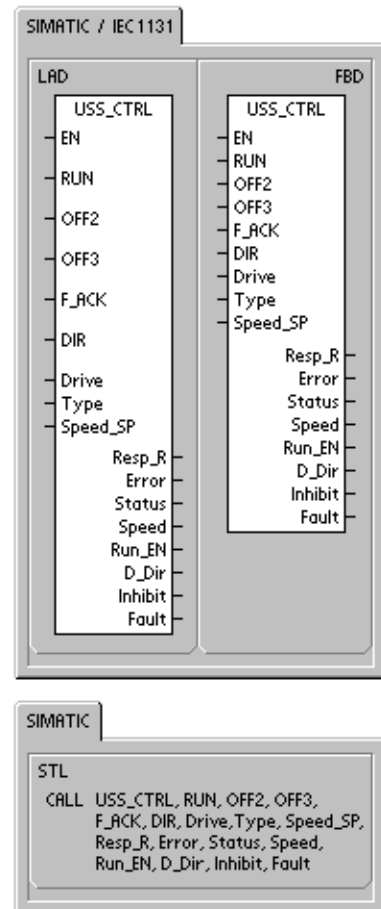 SIMATIC / IEC1131
LAD
USS_CTRL
EN
RUN
OFF2
OFF3
F_ACK
DIR
Drive
Type
Speed_SP
Resp_R
Error
Status
Speed
Run_EN
D_Dir
Inhibit
Fault
FBD
USS_CTRL
EN
RUN
OFF2
OFF3
F_ACK
DIR
Drive
Type
Speed_SP
Resp_R
Error
Status
Speed
Run_EN
D_Dir
Inhibit
Fault
SIMATIC
STL
CALL USS_CTRL, RUN, OFF2, OFF3,
F_ACK, DIR, Drive,Type, Speed_SP,
Resp_R, Error, Status, Speed,
Run_EN, D_Dir, Inhibit, Fault